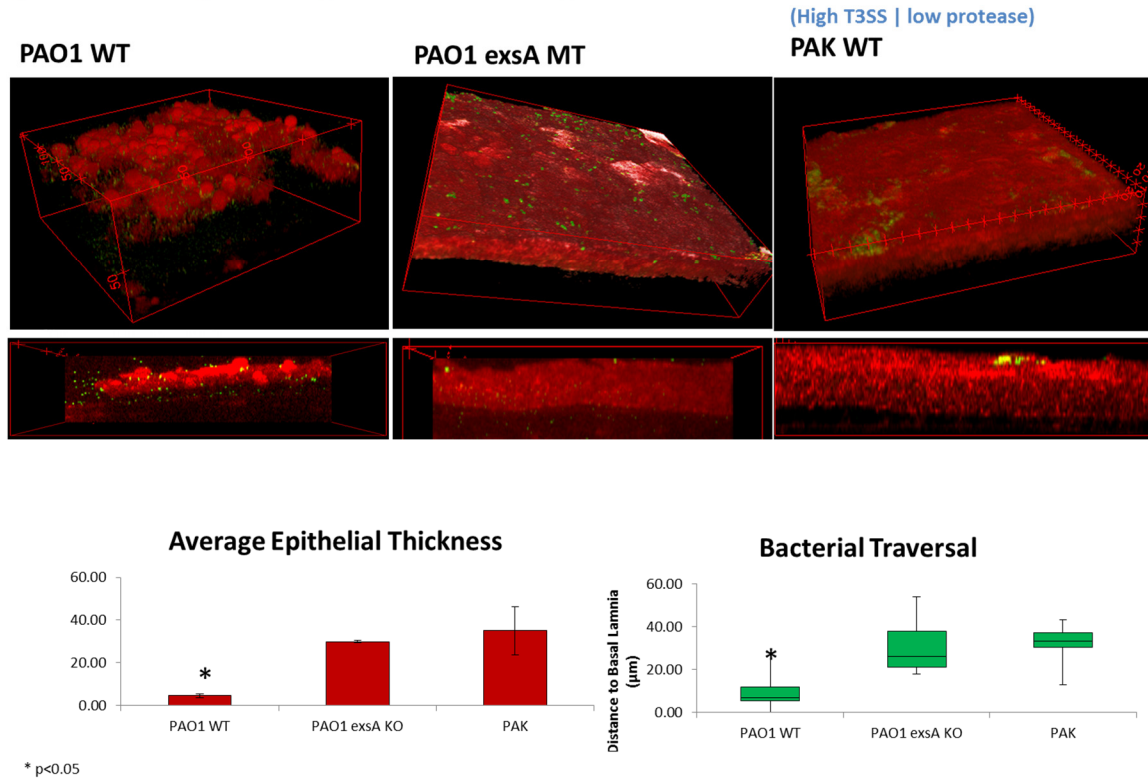 (High T3SS | low protease)
PAO1 WT
PAO1 exsA MT
PAK WT
50
Average Epithelial Thickness
60.00
40.00
20.00
0.00
PAO1 WT
PAO1 exsA KO
PAK
*
Bacterial Traversal
Distance to Basal Lamnia
(µm)
60.00
40.00
20.00
0.00
PAO1 WT
PAO1 exsA KO
PAK
*
* p<0.05